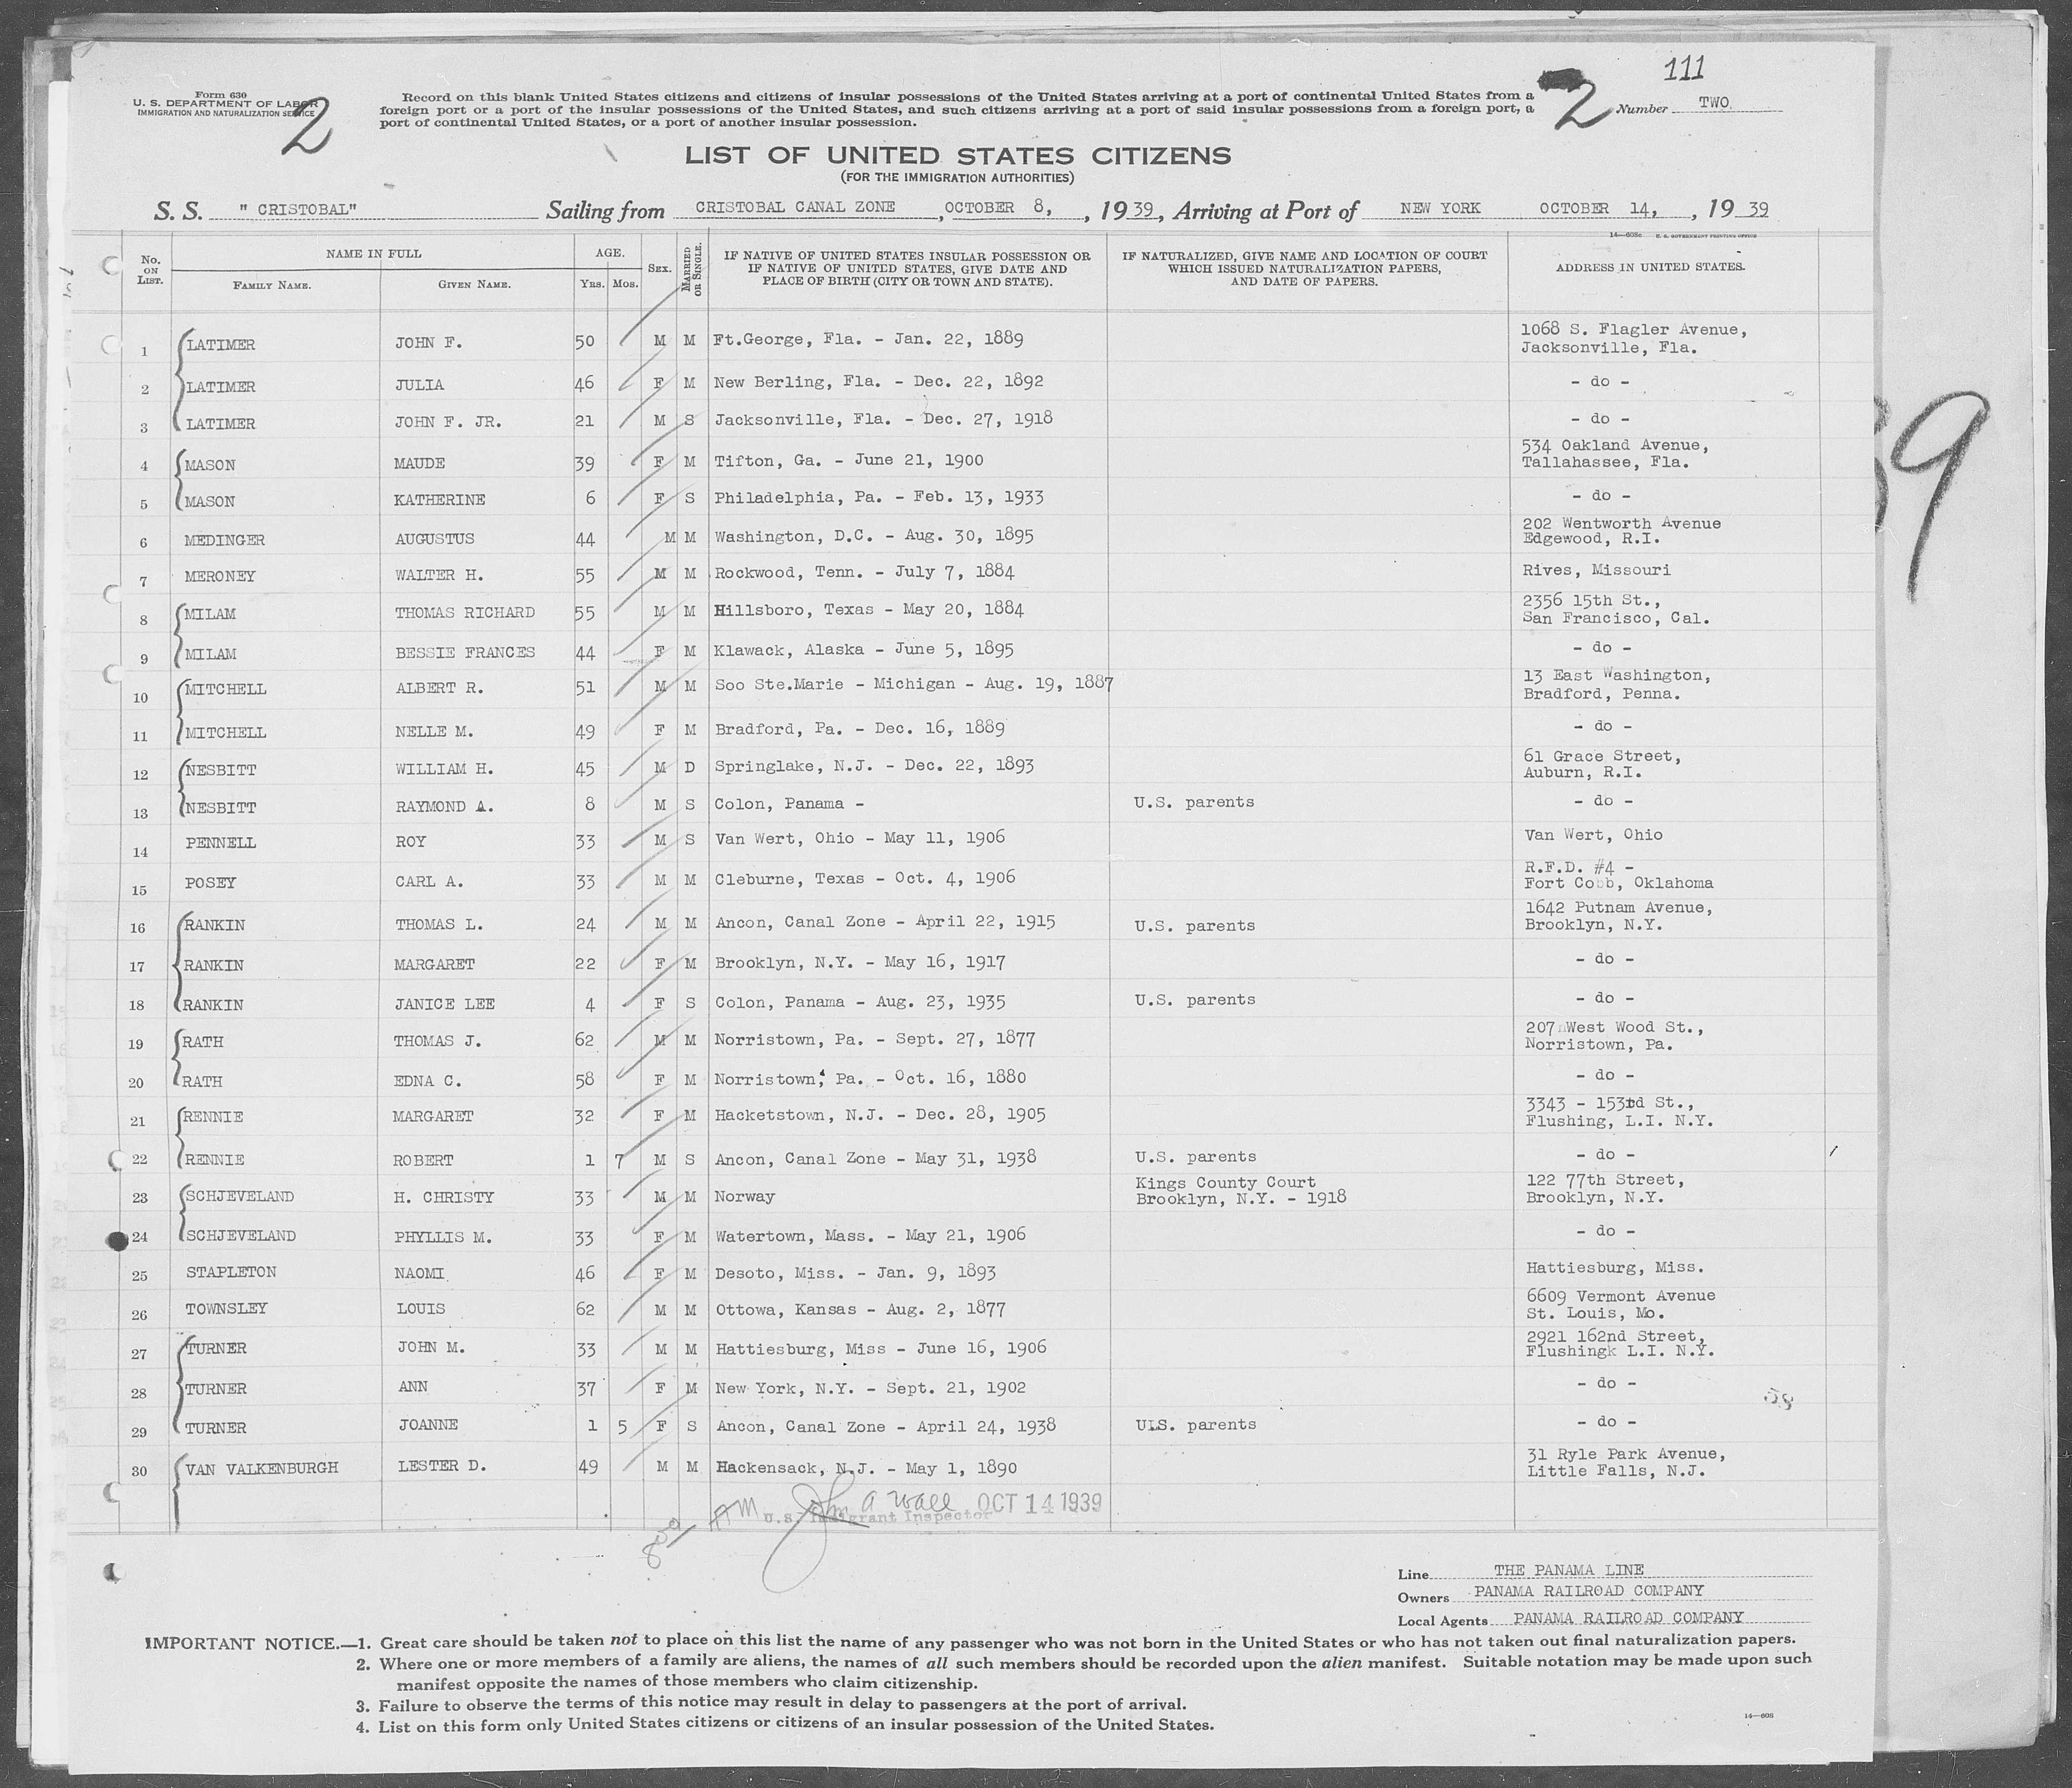 111
Form 630
U. S. DEPARTMENT OF LABOR
IMMIGRATION AND NATURALIZATION SERVICE
2
Record on this blank United States citizens and citizens of insular possessions of the United States arriving at a port of continental United States from a
foreign port or a port of the insular possessions of the United States, and such citizens arriving at a port of said insular possessions from a foreign port, a
port of continental United States, or a port of another insular possession.
2 Number TWO
LIST OF UNITED STATES CITIZENS
(FOR THE IMMIGRATION AUTHORITIES)
S. S. " CRISTOBAL" Sailing from CRISTOBAL CANAL ZONE , OCTOBER 8, , 1939, Arriving at Port of NEW YORK OCTOBER 14, , 1939
14—608c U. S. GOVERNMENT PRINTING OFFICE
No. ON LIST. NAME IN FULL FAMILY NAME. GIVEN NAME. AGE. YRS. MOS. SEX. MARRIED OR SINGLE. IF NATIVE OF UNITED STATES INSULAR POSSESSION OR IF NATIVE OF UNITED STATES, GIVE DATE AND PLACE OF BIRTH (CITY OR TOWN AND STATE). IF NATURALIZED, GIVE NAME AND LOCATION OF COURT WHICH ISSUED NATURALIZATION PAPERS, AND DATE OF PAPERS. ADDRESS IN UNITED STATES.
1 LATIMER JOHN F. 50 M M Ft.George, Fla. - Jan. 22, 1889 1068 S. Flagler Avenue, Jacksonville, Fla.
2 LATIMER JULIA 46 F M New Berling, Fla. - Dec. 22, 1892 - do -
3 LATIMER JOHN F. JR. 21 M S Jacksonville, Fla. - Dec. 27, 1918 - do -
4 MASON MAUDE 39 F M Tifton, Ga. - June 21, 1900 534 Oakland Avenue, Tallahassee, Fla.
5 MASON KATHERINE 6 F S Philadelphia, Pa. - Feb. 13, 1933 - do -
6 MEDINGER AUGUSTUS 44 M M Washington, D.C. - Aug. 30, 1895 202 Wentworth Avenue Edgewood, R.I.
7 MERONEY WALTER H. 55 M M Rockwood, Tenn. - July 7, 1884 Rives, Missouri
8 MILAM THOMAS RICHARD 55 M M Hillsboro, Texas - May 20, 1884 2356 15th St., San Francisco, Cal.
9 MILAM BESSIE FRANCES 44 F M Klawack, Alaska - June 5, 1895 - do -
10 MITCHELL ALBERT R. 51 M M Soo Ste.Marie - Michigan - Aug. 19, 1887 13 East Washington, Bradford, Penna.
11 MITCHELL NELLE M. 49 F M Bradford, Pa. - Dec. 16, 1889 - do -
12 NESBITT WILLIAM H. 45 M D Springlake, N.J. - Dec. 22, 1893 61 Grace Street, Auburn, R.I.
13 NESBITT RAYMOND A. 8 M S Colon, Panama - U.S. parents - do -
14 PENNELL ROY 33 M S Van Wert, Ohio - May 11, 1906 Van Wert, Ohio
15 POSEY CARL A. 33 M M Cleburne, Texas - Oct. 4, 1906 R.F.D. #4 - Fort Cobb, Oklahoma
16 RANKIN THOMAS L. 24 M M Ancon, Canal Zone - April 22, 1915 U.S. parents 1642 Putnam Avenue, Brooklyn, N.Y.
17 RANKIN MARGARET 22 F M Brooklyn, N.Y. - May 16, 1917 - do -
18 RANKIN JANICE LEE 4 F S Colon, Panama - Aug. 23, 1935 U.S. parents - do -
19 RATH THOMAS J. 62 M M Norristown, Pa. - Sept. 27, 1877 207 West Wood St., Norristown, Pa.
20 RATH EDNA C. 58 F M Norristown, Pa. - Oct. 16, 1880 - do -
21 RENNIE MARGARET 32 F M Hacketstown, N.J. - Dec. 28, 1905 3343 - 153rd St., Flushing, L.I. N.Y.
22 RENNIE ROBERT 1 7 M S Ancon, Canal Zone - May 31, 1938 U.S. parents - do -
23 SCHJEVELAND H. CHRISTY 33 M M Norway Kings County Court Brooklyn, N.Y. - 1918 122 77th Street, Brooklyn, N.Y.
24 SCHJEVELAND PHYLLIS M. 33 F M Watertown, Mass. - May 21, 1906 - do -
25 STAPLETON NAOMI 46 F M Desoto, Miss. - Jan. 9, 1893 Hattiesburg, Miss.
26 TOWNSLEY LOUIS 62 M M Ottowa, Kansas - Aug. 2, 1877 6609 Vermont Avenue St. Louis, Mo.
27 TURNER JOHN M. 33 M M Hattiesburg, Miss - June 16, 1906 2921 162nd Street, Flushingk L.I. N.Y.
28 TURNER ANN 37 F M New York, N.Y. - Sept. 21, 1902 - do -
29 TURNER JOANNE 1 5 F S Ancon, Canal Zone - April 24, 1938 U.S. parents - do -
30 VAN VALKENBURGH LESTER D. 49 M M Hackensack, N.J. - May 1, 1890 31 Ryle Park Avenue, Little Falls, N.J.
John A Wall OCT 14 1939
U.S. Immigrant Inspector
Line THE PANAMA LINE
Owners PANAMA RAILROAD COMPANY
Local Agents PANAMA RAILROAD COMPANY
IMPORTANT NOTICE.—1. Great care should be taken not to place on this list the name of any passenger who was not born in the United States or who has not taken out final naturalization papers.
2. Where one or more members of a family are aliens, the names of all such members should be recorded upon the alien manifest. Suitable notation may be made upon such
manifest opposite the names of those members who claim citizenship.
3. Failure to observe the terms of this notice may result in delay to passengers at the port of arrival.
4. List on this form only United States citizens or citizens of an insular possession of the United States.
14—608